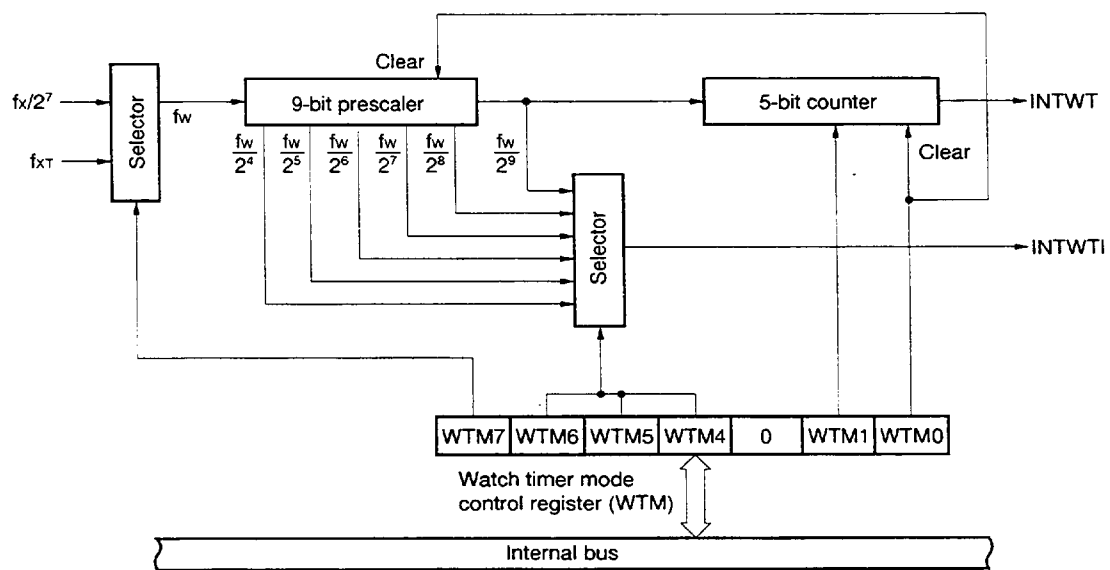 Clear
fx/2⁷
fxT
Selector
fw
9-bit prescaler
5-bit counter
INTWT
fw/2⁴
fw/2⁵
fw/2⁶
fw/2⁷
fw/2⁸
fw/2⁹
Clear
Selector
INTWTI
WTM7 WTM6 WTM5 WTM4 0 WTM1 WTM0
Watch timer mode
control register (WTM)
Internal bus